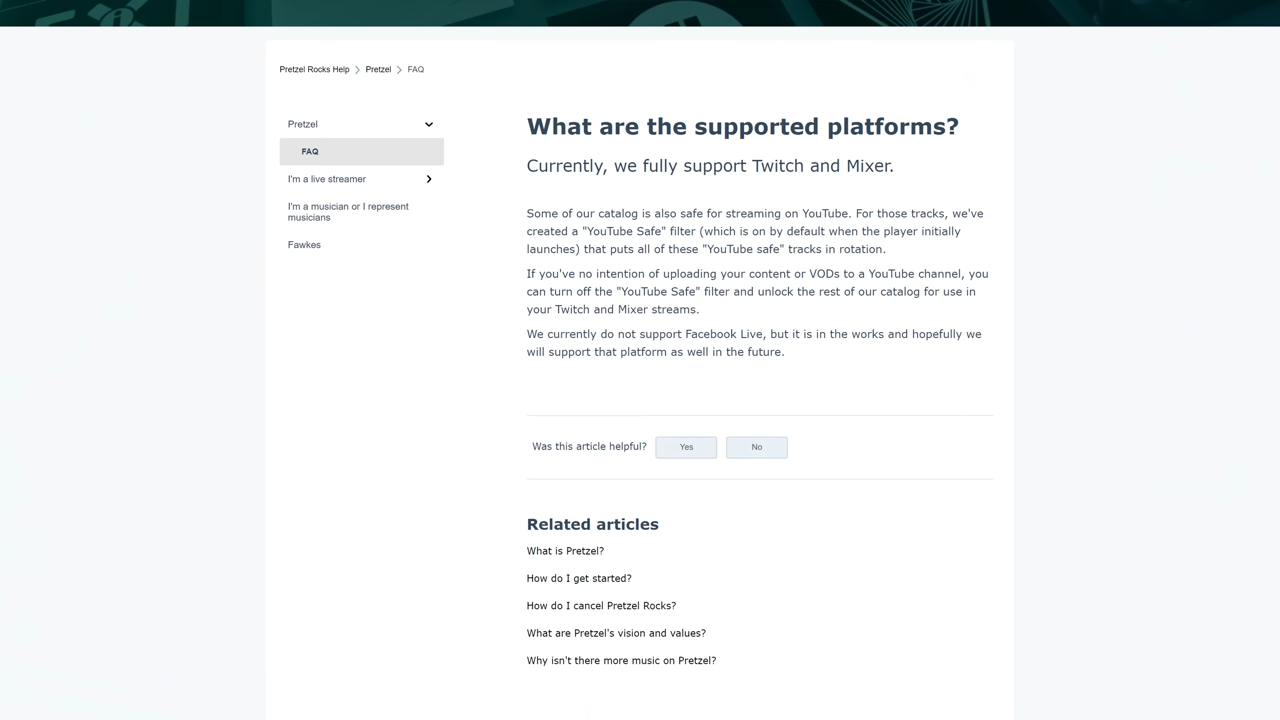 Pretzel Rocks Help > Pretzel > FAQ
Pretzel
FAQ
I'm a live streamer
I'm a musician or I represent
musicians
Fawkes
What are the supported platforms?
Currently, we fully support Twitch and Mixer.
Some of our catalog is also safe for streaming on YouTube. For those tracks, we've
created a "YouTube Safe" filter (which is on by default when the player initially
launches) that puts all of these "YouTube safe" tracks in rotation.
If you've no intention of uploading your content or VODs to a YouTube channel, you
can turn off the "YouTube Safe" filter and unlock the rest of our catalog for use in
your Twitch and Mixer streams.
We currently do not support Facebook Live, but it is in the works and hopefully we
will support that platform as well in the future.
Was this article helpful? Yes No
Related articles
What is Pretzel?
How do I get started?
How do I cancel Pretzel Rocks?
What are Pretzel's vision and values?
Why isn't there more music on Pretzel?